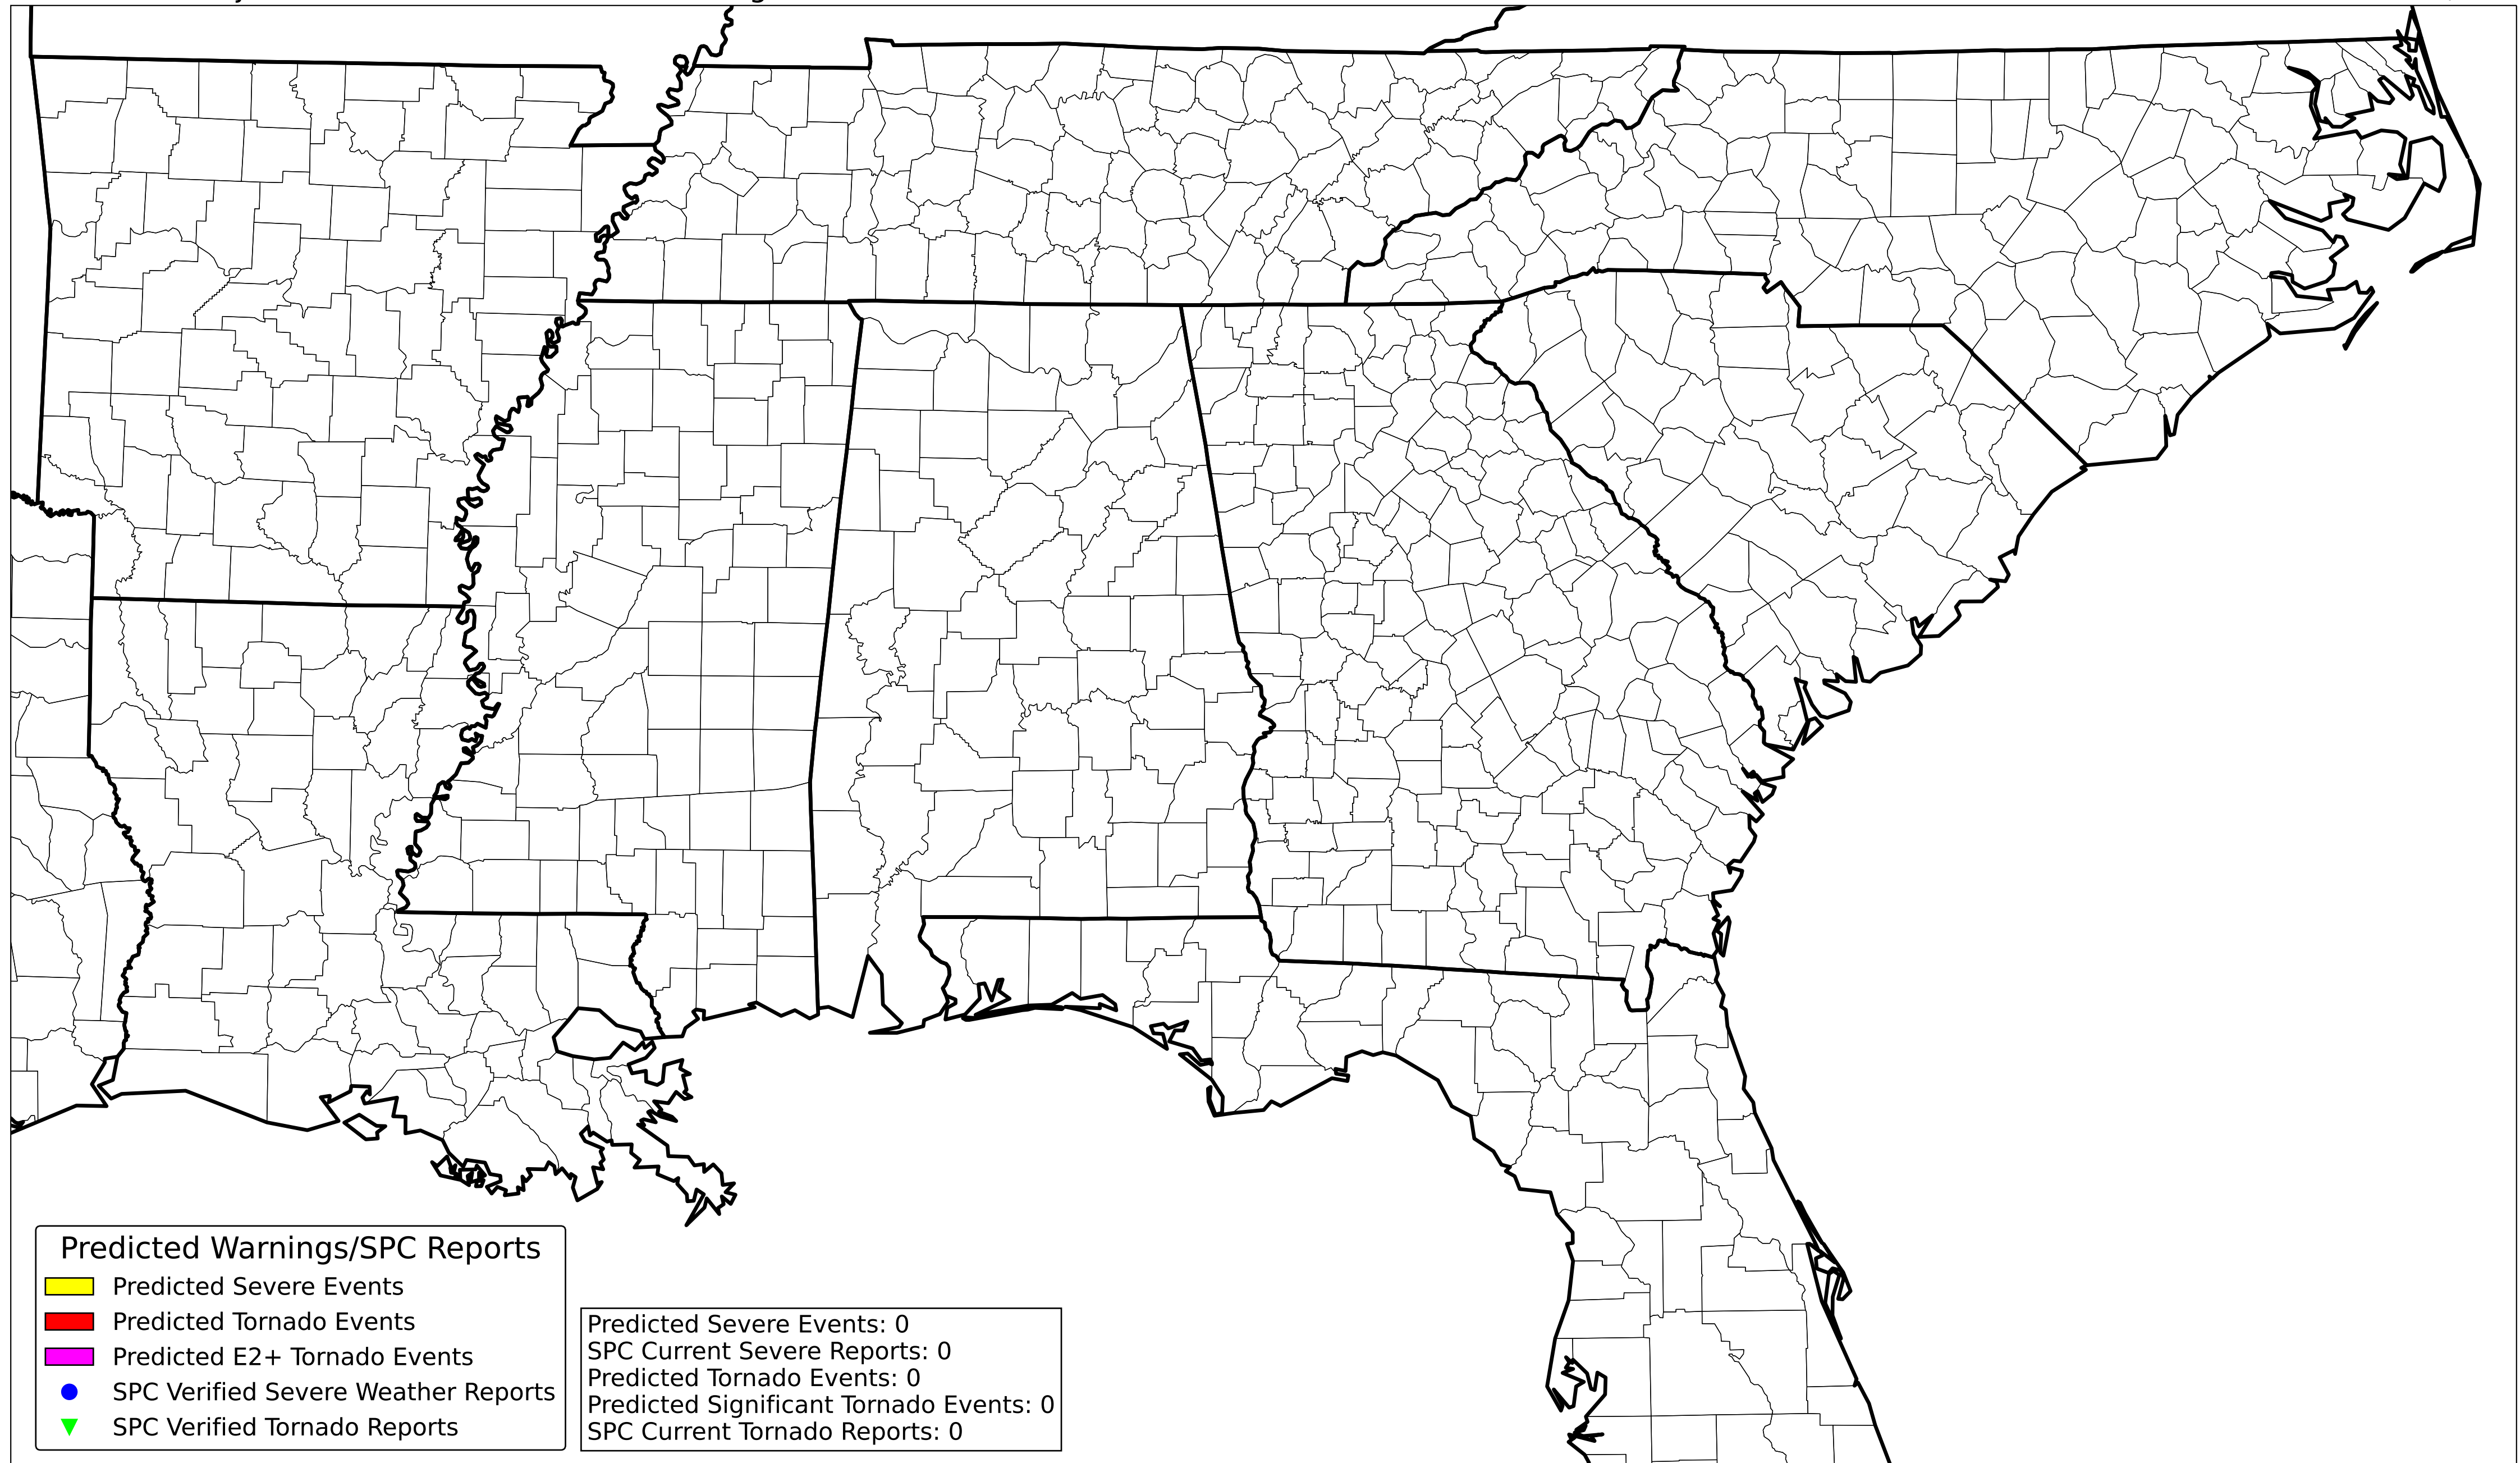 Predicted Warnings/SPC Reports
Predicted Severe Events
Predicted Tornado Events
Predicted E2+ Tornado Events
SPC Verified Severe Weather Reports
SPC Verified Tornado Reports
Predicted Severe Events: 0
SPC Current Severe Reports: 0
Predicted Tornado Events: 0
Predicted Significant Tornado Events: 0
SPC Current Tornado Reports: 0